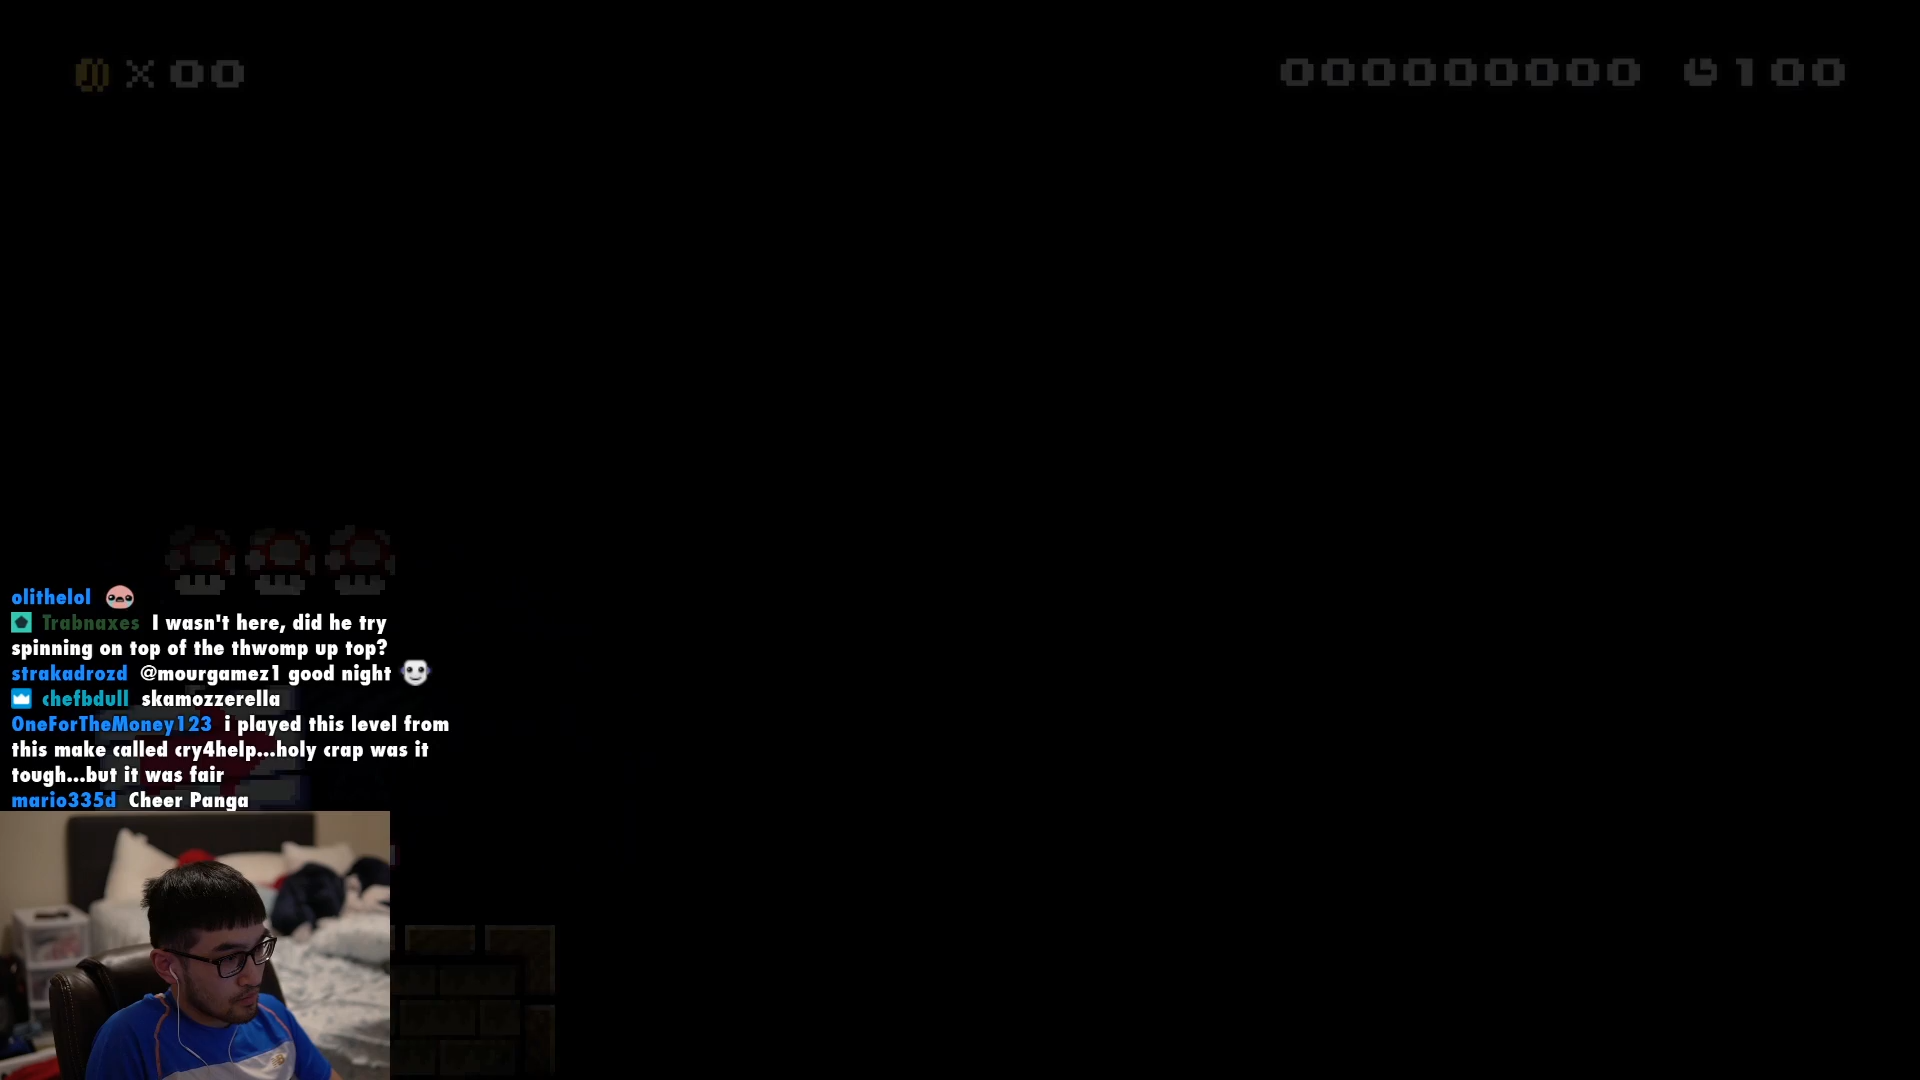 x00
000000000 100
olithelol
Trabnaxes I wasn't here, did he try
spinning on top of the thwomp up top?
strakadrozd @mourgamez1 good night
chefbdull skamozzerella
OneForTheMoney123 i played this level from
this make called cry4help...holy crap was it
tough...but it was fair
mario335d Cheer Panga